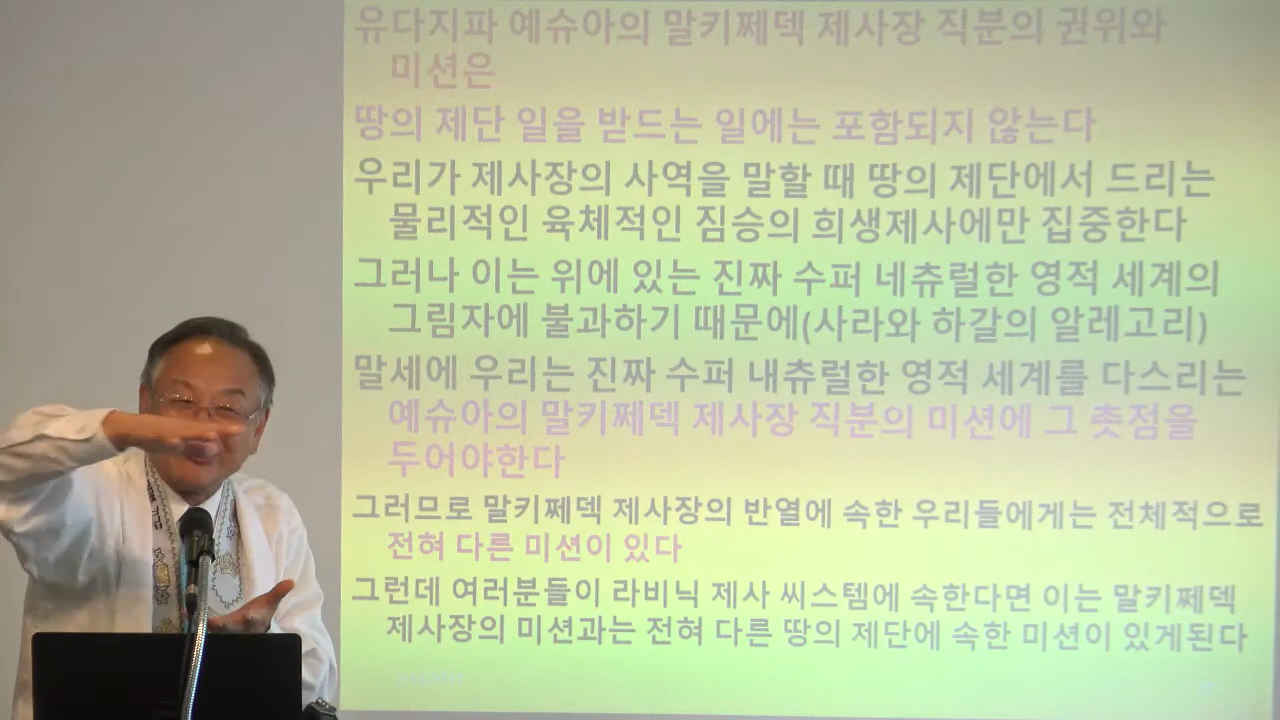 유다지파 예슈아의 말키쩨덱 제사장 직분의 권위와
미션은
땅의 제단 일을 받드는 일에는 포함되지 않는다
우리가 제사장의 사역을 말할 때 땅의 제단에서 드리는
물리적인 육체적인 짐승의 희생제사에만 집중한다
그러나 이는 위에 있는 진짜 수퍼 네츄럴한 영적 세계의
그림자에 불과하기 때문에(사라와 하갈의 알레고리)
말세에 우리는 진짜 수퍼 내츄럴한 영적 세계를 다스리는
예슈아의 말키쩨덱 제사장 직분의 미션에 그 촛점을
두어야한다
그러므로 말키쩨덱 제사장의 반열에 속한 우리들에게는 전체적으로
전혀 다른 미션이 있다
그런데 여러분들이 라비닉 제사 씨스템에 속한다면 이는 말키쩨덱
제사장의 미션과는 전혀 다른 땅의 제단에 속한 미션이 있게된다